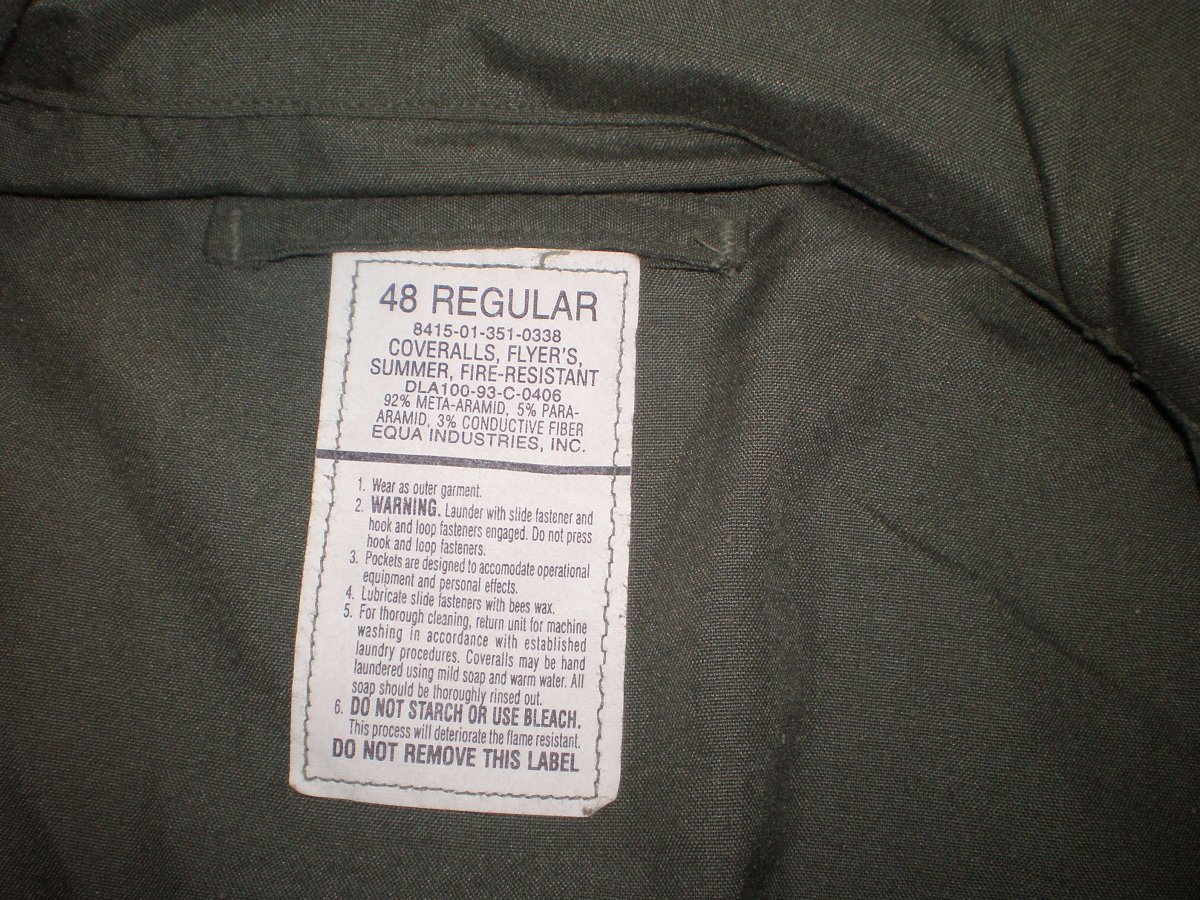 48 REGULAR
8415-01-351-0338
COVERALLS, FLYER'S,
SUMMER, FIRE-RESISTANT
DLA100-93-C-0406
92% META-ARAMID, 5% PARA-
ARAMID, 3% CONDUCTIVE FIBER
EQUA INDUSTRIES, INC.
1. Wear as outer garment.
2. WARNING. Launder with slide fastener and
hook and loop fasteners engaged. Do not press
hook and loop fasteners.
3. Pockets are designed to accomodate operational
equipment and personal effects.
4. Lubricate slide fasteners with bees wax.
5. For thorough cleaning, return unit for machine
washing in accordance with established
laundry procedures. Coveralls may be hand
laundered using mild soap and warm water. All
soap should be thoroughly rinsed out.
6. DO NOT STARCH OR USE BLEACH.
This process will deteriorate the flame resistant.
DO NOT REMOVE THIS LABEL